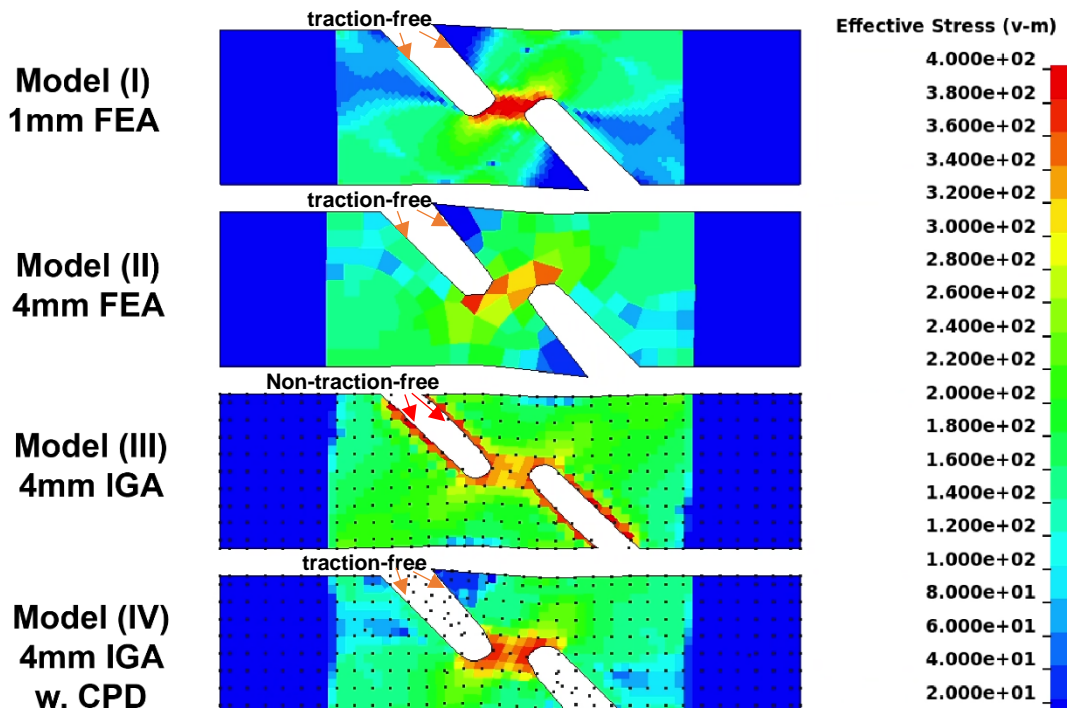 traction-free
Effective Stress (v-m)
Model (I)
1mm FEA
4.000e+02
3.800e+02
3.600e+02
3.400e+02
traction-free
3.200e+02
3.000e+02
Model (II)
4mm FEA
2.800e+02
2.600e+02
2.400e+02
2.200e+02
Non-traction-free
2.000e+02
Model (III)
4mm IGA
1.800e+02
1.600e+02
1.400e+02
1.200e+02
traction-free
1.000e+02
Model (IV)
4mm IGA
w. CPD
8.000e+01
6.000e+01
4.000e+01
2.000e+01